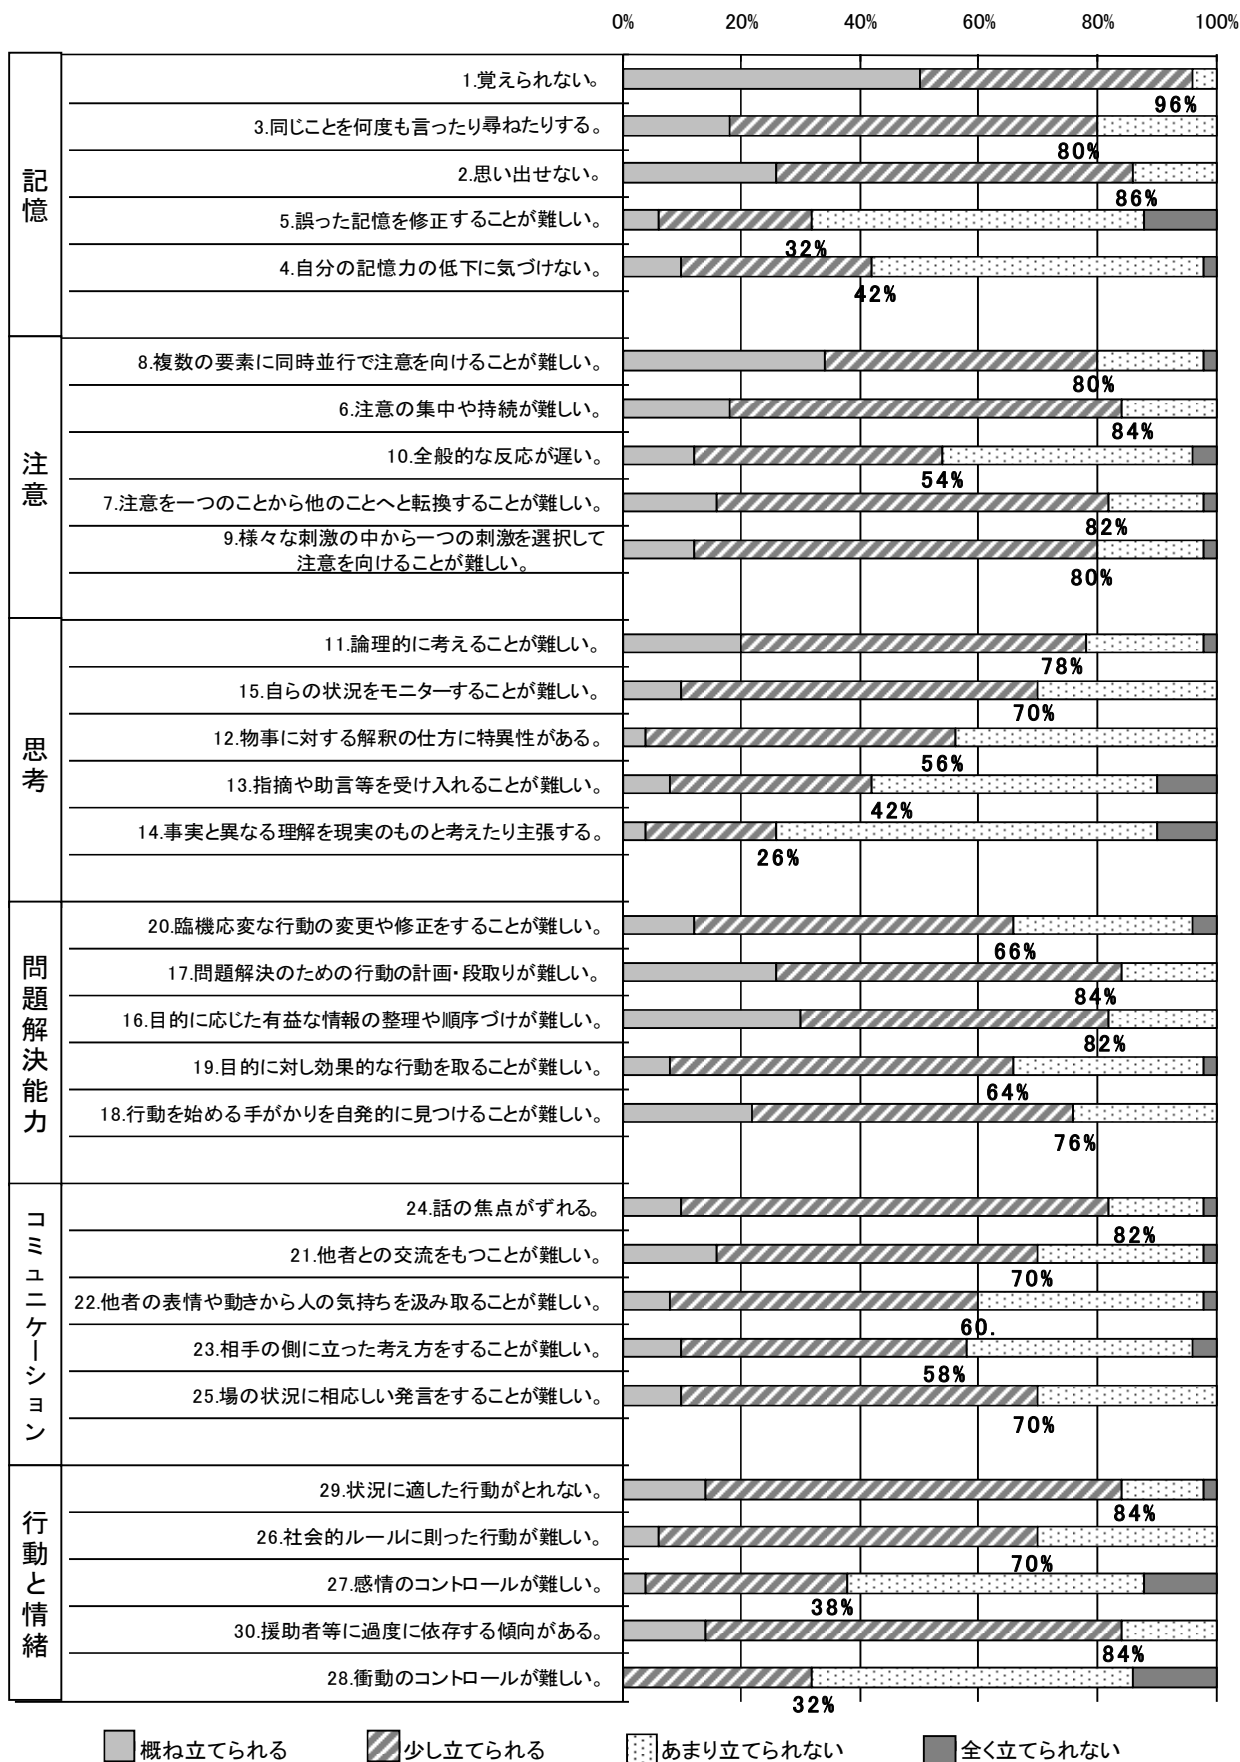 0% 20% 40% 60% 80% 100%
記憶
1.覚えられない。
96%
3.同じことを何度も言ったり尋ねたりする。
80%
2.思い出せない。
86%
5.誤った記憶を修正することが難しい。
32%
4.自分の記憶力の低下に気づけない。
42%
注意
8.複数の要素に同時並行で注意を向けることが難しい。
80%
6.注意の集中や持続が難しい。
84%
10.全般的な反応が遅い。
54%
7.注意を一つのことから他のことへと転換することが難しい。
82%
9.様々な刺激の中から一つの刺激を選択して
注意を向けることが難しい。
80%
思考
11.論理的に考えることが難しい。
78%
15.自らの状況をモニターすることが難しい。
70%
12.物事に対する解釈の仕方に特異性がある。
56%
13.指摘や助言等を受け入れることが難しい。
42%
14.事実と異なる理解を現実のものと考えたり主張する。
26%
問題解決能力
20.臨機応変な行動の変更や修正をすることが難しい。
66%
17.問題解決のための行動の計画・段取りが難しい。
84%
16.目的に応じた有益な情報の整理や順序づけが難しい。
82%
19.目的に対し効果的な行動を取ることが難しい。
64%
18.行動を始める手がかりを自発的に見つけることが難しい。
76%
コミュニケーション
24.話の焦点がずれる。
82%
21.他者との交流をもつことが難しい。
70%
22.他者の表情や動きから人の気持ちを汲み取ることが難しい。
60.
23.相手の側に立った考え方をすることが難しい。
58%
25.場の状況に相応しい発言をすることが難しい。
70%
行動と情緒
29.状況に適した行動がとれない。
84%
26.社会的ルールに則った行動が難しい。
70%
27.感情のコントロールが難しい。
38%
30.援助者等に過度に依存する傾向がある。
84%
28.衝動のコントロールが難しい。
32%
概ね立てられる 少し立てられる あまり立てられない 全く立てられない